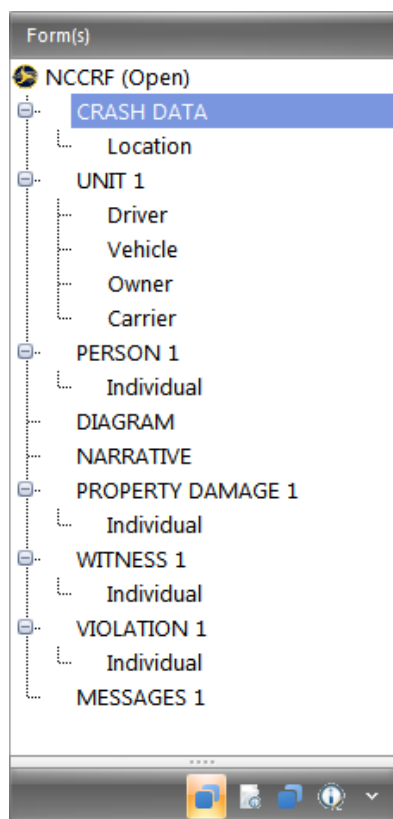 Form(s)
NCCRF (Open)
CRASH DATA
Location
UNIT 1
Driver
Vehicle
Owner
Carrier
PERSON 1
Individual
DIAGRAM
NARRATIVE
PROPERTY DAMAGE 1
Individual
WITNESS 1
Individual
VIOLATION 1
Individual
MESSAGES 1